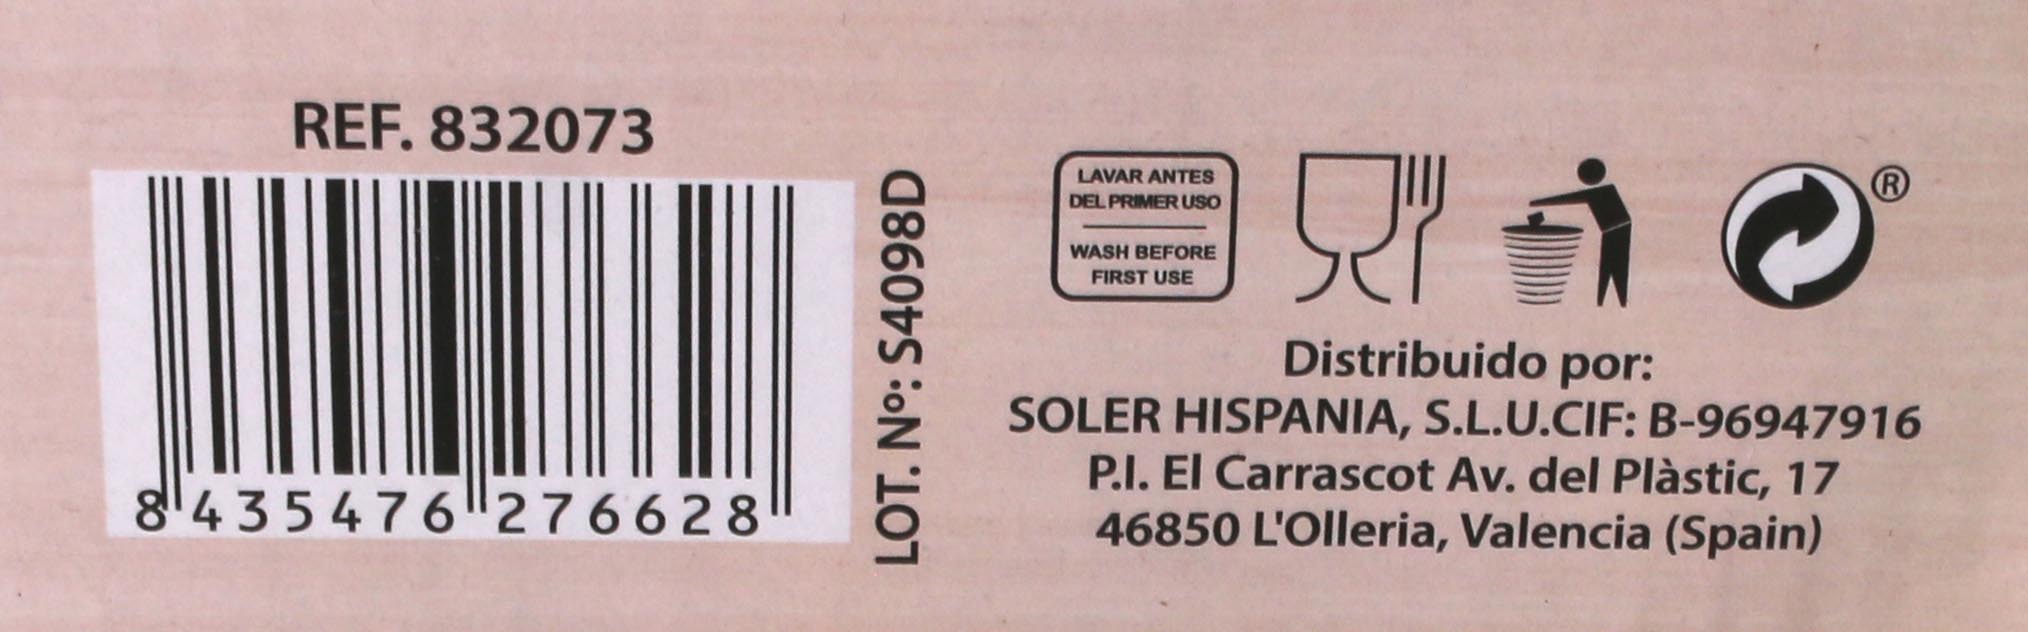 REF. 832073
8 435476 276628
LOT. Nº: S4098D
LAVAR ANTES
DEL PRIMER USO
WASH BEFORE
FIRST USE
®
Distribuido por:
SOLER HISPANIA, S.L.U.CIF: B-96947916
P.I. El Carrascot Av. del Plàstic, 17
46850 L'Olleria, Valencia (Spain)